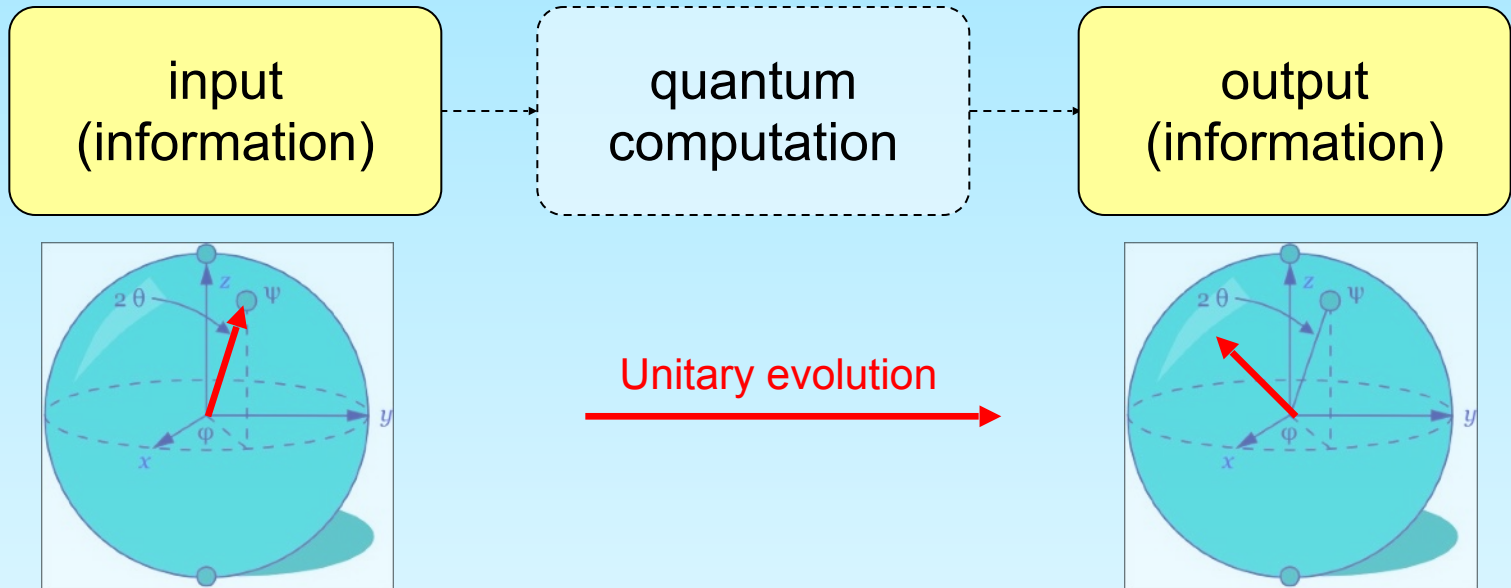 input
(information)
quantum
computation
output
(information)
z
2 θ
ψ
y
φ
x
Unitary evolution
z
2 θ
ψ
y
φ
x